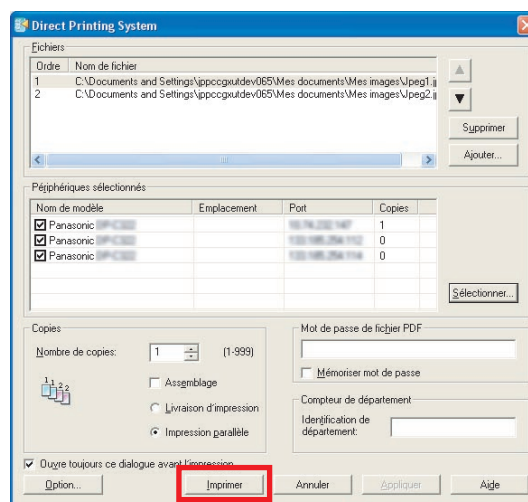 Direct Printing System
Fichiers
Ordre Nom de fichier
1 C:\Documents and Settings\jppccgxutdev065\Mes documents\Mes images\Jpeg1.j
2 C:\Documents and Settings\jppccgxutdev065\Mes documents\Mes images\Jpeg2.j
Supprimer
Ajouter...
Périphériques sélectionnés
Nom de modèle Emplacement Port Copies
Panasonic 1
Panasonic 0
Panasonic 0
Sélectionner...
Copies
Nombre de copies: 1 (1-999)
1 1 2 2
Assemblage
Livraison d'impression
Impression parallèle
Mot de passe de fichier PDF
Mémoriser mot de passe
Compteur de département
Identification de
département:
Ouvre toujours ce dialogue avant l'impression
Option... Imprimer Annuler Appliquer Aide